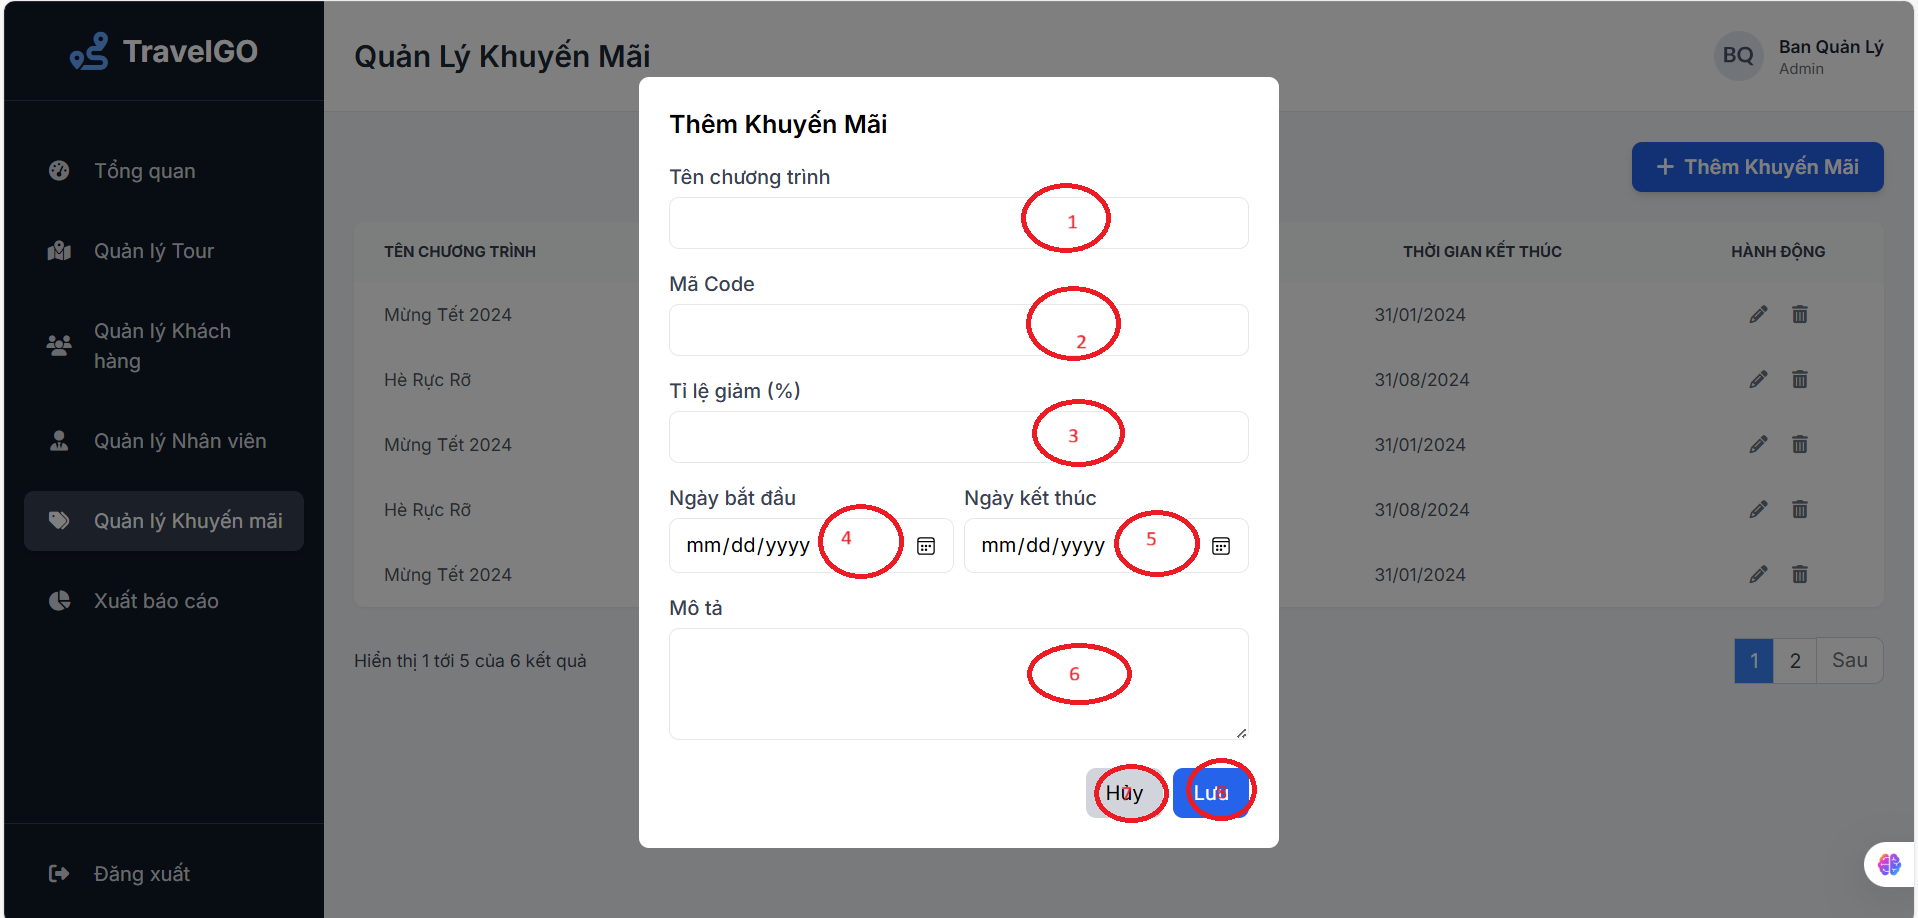 TravelGO
Tổng quan
Quản lý Tour
Quản lý Khách
hàng
Quản lý Nhân viên
Quản lý Khuyến mãi
Xuất báo cáo
Đăng xuất
Quản Lý Khuyến Mãi
BQ
Ban Quản Lý
Admin
Thêm Khuyến Mãi
TÊN CHƯƠNG TRÌNH
THỜI GIAN KẾT THÚC
HÀNH ĐỘNG
Mừng Tết 2024
31/01/2024
Hè Rực Rỡ
31/08/2024
Mừng Tết 2024
31/01/2024
Hè Rực Rỡ
31/08/2024
Mừng Tết 2024
31/01/2024
Hiển thị 1 tới 5 của 6 kết quả
1
2
Sau
Thêm Khuyến Mãi
Tên chương trình
1
Mã Code
2
Tỉ lệ giảm (%)
3
Ngày bắt đầu
Ngày kết thúc
mm/dd/yyyy
4
mm/dd/yyyy
5
Mô tả
6
Hủy
7
Lưu
8